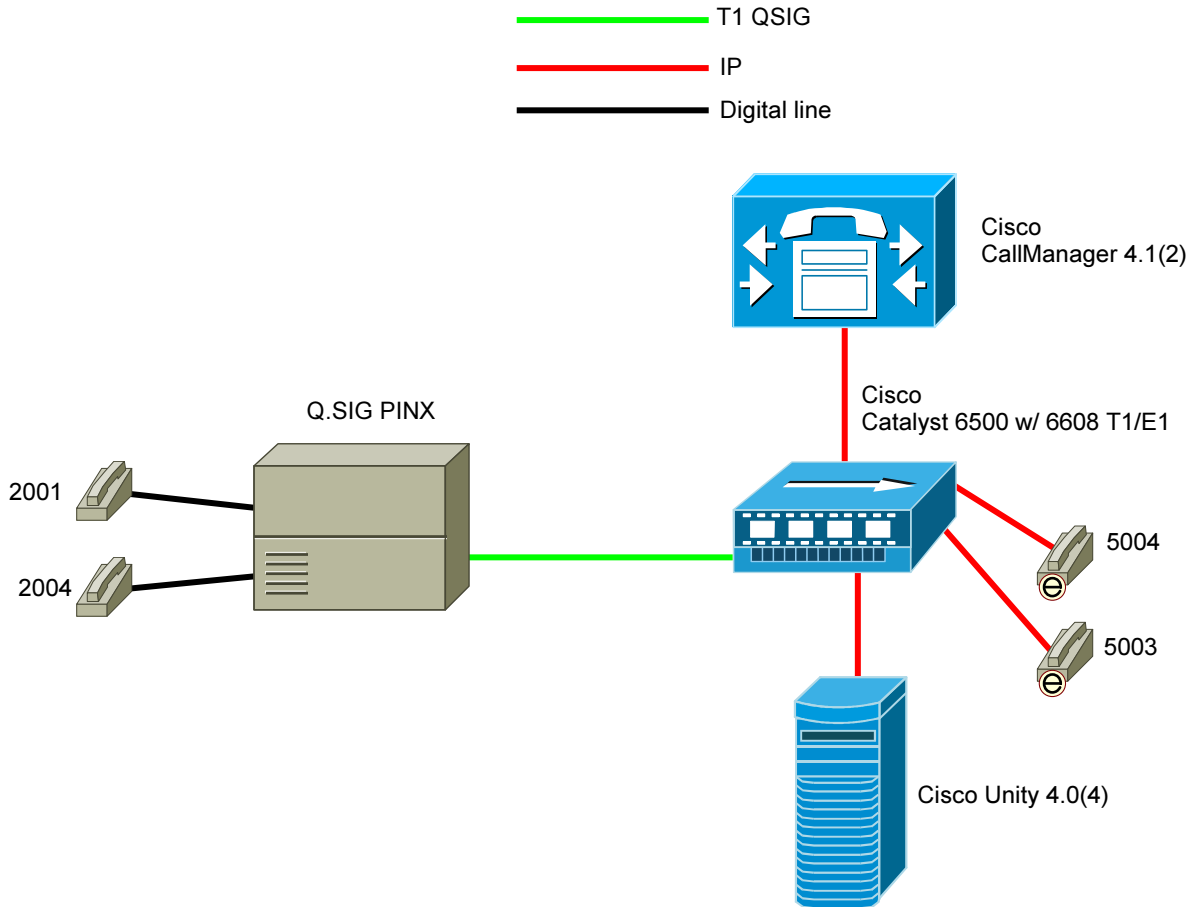 T1 QSIG
IP
Digital line
Cisco
CallManager 4.1(2)
Cisco
Catalyst 6500 w/ 6608 T1/E1
Q.SIG PINX
2001
2004
5004
e
5003
e
Cisco Unity 4.0(4)